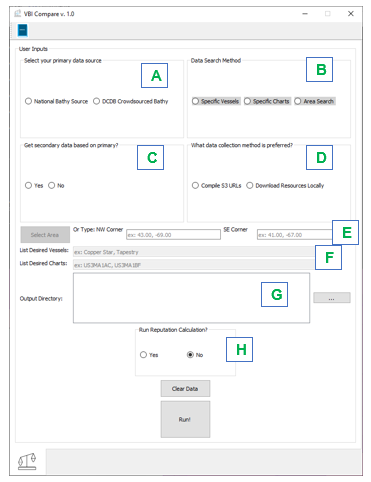 VBI Compare v. 1.0
User Inputs
Select your primary data source
A
National Bathy Source
DCDB Crowdsourced Bathy
Data Search Method
B
Specific Vessels
Specific Charts
Area Search
Get secondary data based on primary?
C
Yes
No
What data collection method is preferred?
D
Compile S3 URLs
Download Resources Locally
Select Area
Or Type: NW Corner
ex: 43.00, -69.00
SE Corner
ex: 41.00, -67.00
E
List Desired Vessels:
ex: Copper Star, Tapestry
F
List Desired Charts:
ex: US3MA1AC, US3MA1BF
Output Directory:
G
...
Run Reputation Calculation?
Yes
No
H
Clear Data
Run!